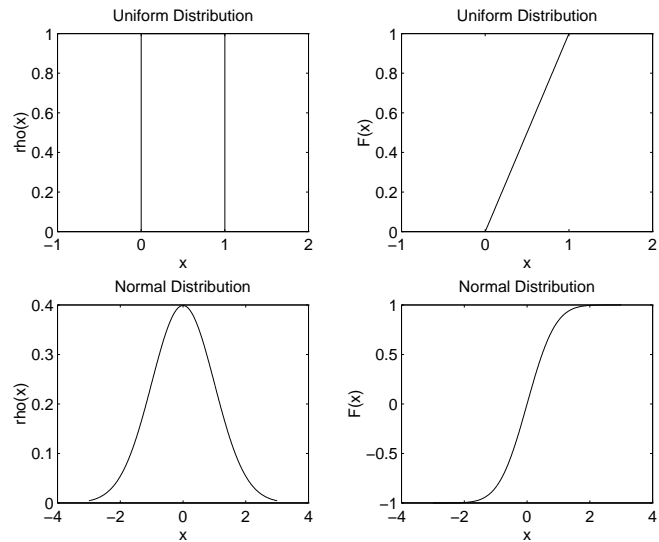 Uniform Distribution
1
0.8
0.6
0.4
0.2
0
rho(x)
−1 0 1 2
x
Uniform Distribution
1
0.8
0.6
0.4
0.2
0
F(x)
−1 0 1 2
x
Normal Distribution
0.4
0.3
0.2
0.1
0
rho(x)
−4 −2 0 2 4
x
Normal Distribution
1
0.5
0
−0.5
−1
F(x)
−4 −2 0 2 4
x